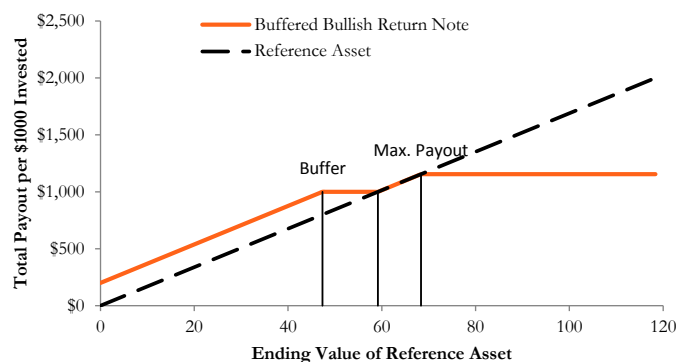 $2,500
$2,000
$1,500
$1,000
$500
$0
Total Payout per $1000 Invested
Buffered Bullish Return Note
Reference Asset
Buffer
Max. Payout
0
20
40
60
80
100
120
Ending Value of Reference Asset